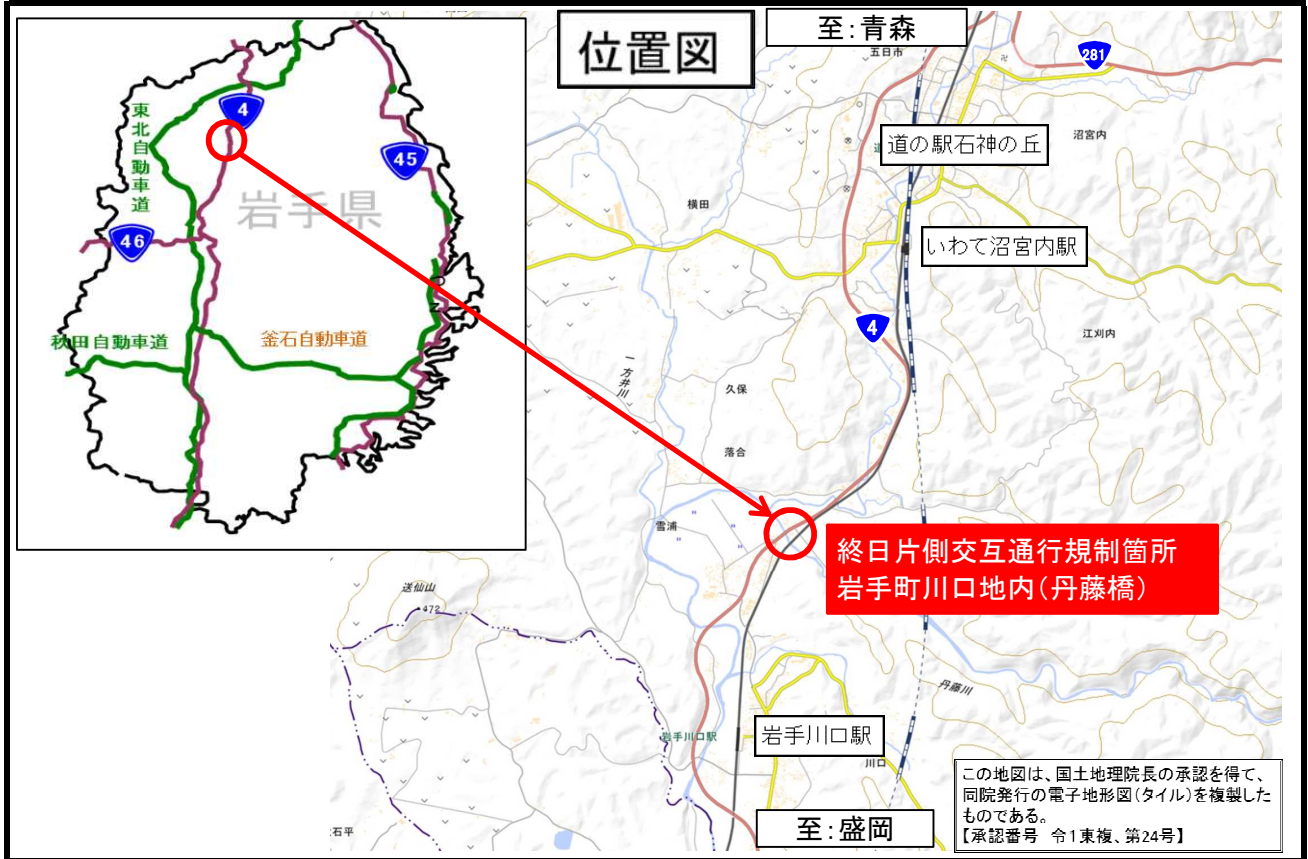 位置図
至:青森
五日市
281
沼宮内
道の駅石神の丘
横田
いわて沼宮内駅
4
江刈内
一方井川
久保
落合
雪浦
終日片側交互通行規制箇所
岩手町川口地内(丹藤橋)
送仙山
472
丹藤川
岩手川口駅
岩手川口駅
川口
至:盛岡
石平
この地図は、国土地理院長の承認を得て、
同院発行の電子地形図(タイル)を複製した
ものである。
【承認番号 令1東複、第24号】
東北自動車道
4
45
岩手県
46
秋田自動車道
釜石自動車道